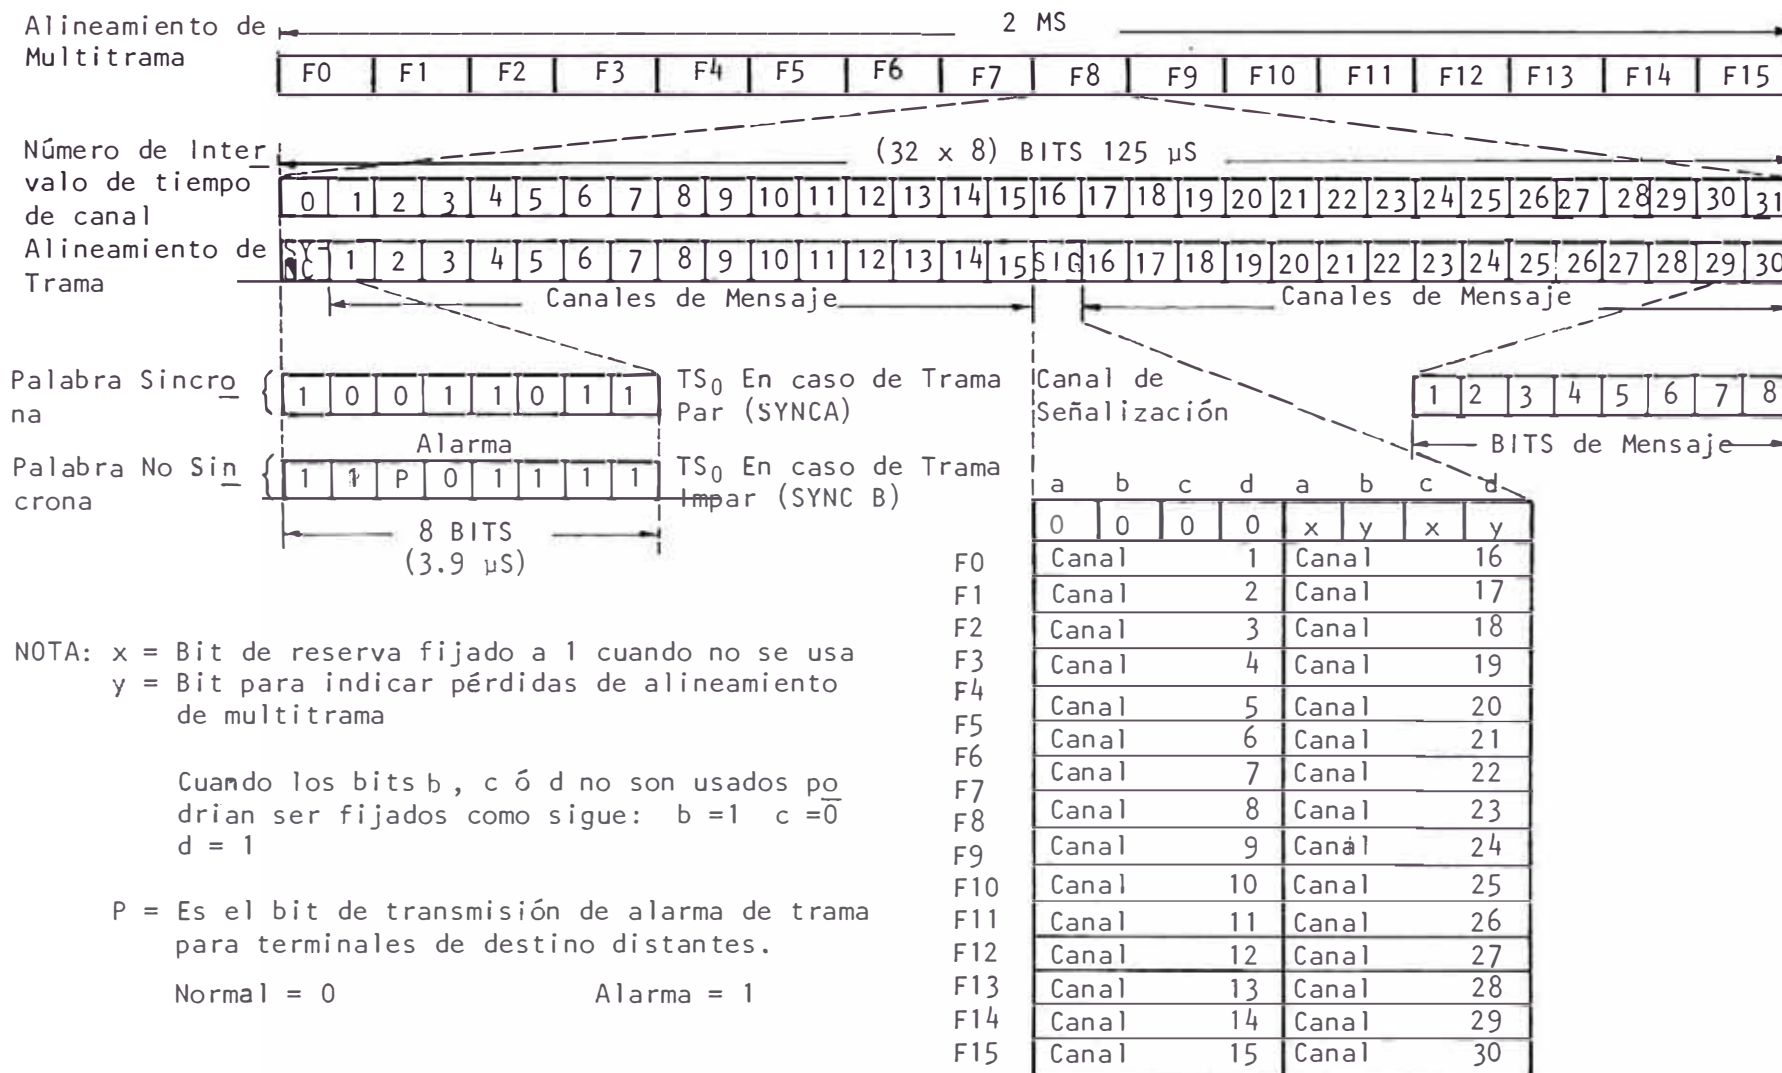 Alineamiento de
Multitrama
2 MS
F0 F1 F2 F3 F4 F5 F6 F7 F8 F9 F10 F11 F12 F13 F14 F15
Número de Inter
valo de tiempo
de canal
(32 x 8) BITS 125 µS
0 1 2 3 4 5 6 7 8 9 10 11 12 13 14 15 16 17 18 19 20 21 22 23 24 25 26 27 28 29 30 31
Alineamiento de
Trama
1 2 3 4 5 6 7 8 9 10 11 12 13 14 15 SIG 16 17 18 19 20 21 22 23 24 25 26 27 28 29 30
Canales de Mensaje
Canales de Mensaje
Palabra Sincro
na
1 0 0 1 1 0 1 1
TS0 En caso de Trama
Par (SYNCA)
Canal de
Señalización
1 2 3 4 5 6 7 8
BITS de Mensaje
Alarma
Palabra No Sin
crona
1 1 P 0 1 1 1 1
TS0 En caso de Trama
Impar (SYNC B)
8 BITS
(3.9 µS)
a b c d a b c d
0 0 0 0 x y x y
F0 Canal 1 Canal 16
F1 Canal 2 Canal 17
F2 Canal 3 Canal 18
F3 Canal 4 Canal 19
F4 Canal 5 Canal 20
F5 Canal 6 Canal 21
F6 Canal 7 Canal 22
F7 Canal 8 Canal 23
F8 Canal 9 Canal 24
F9 Canal 10 Canal 25
F10 Canal 11 Canal 26
F11 Canal 12 Canal 27
F12 Canal 13 Canal 28
F13 Canal 14 Canal 29
F14 Canal 15 Canal 30
F15
NOTA: x = Bit de reserva fijado a 1 cuando no se usa
y = Bit para indicar pérdidas de alineamiento
de multitrama
Cuando los bits b, c ó d no son usados po
drian ser fijados como sigue: b =1 c =0
d = 1
P = Es el bit de transmisión de alarma de trama
para terminales de destino distantes.
Normal = 0 Alarma = 1